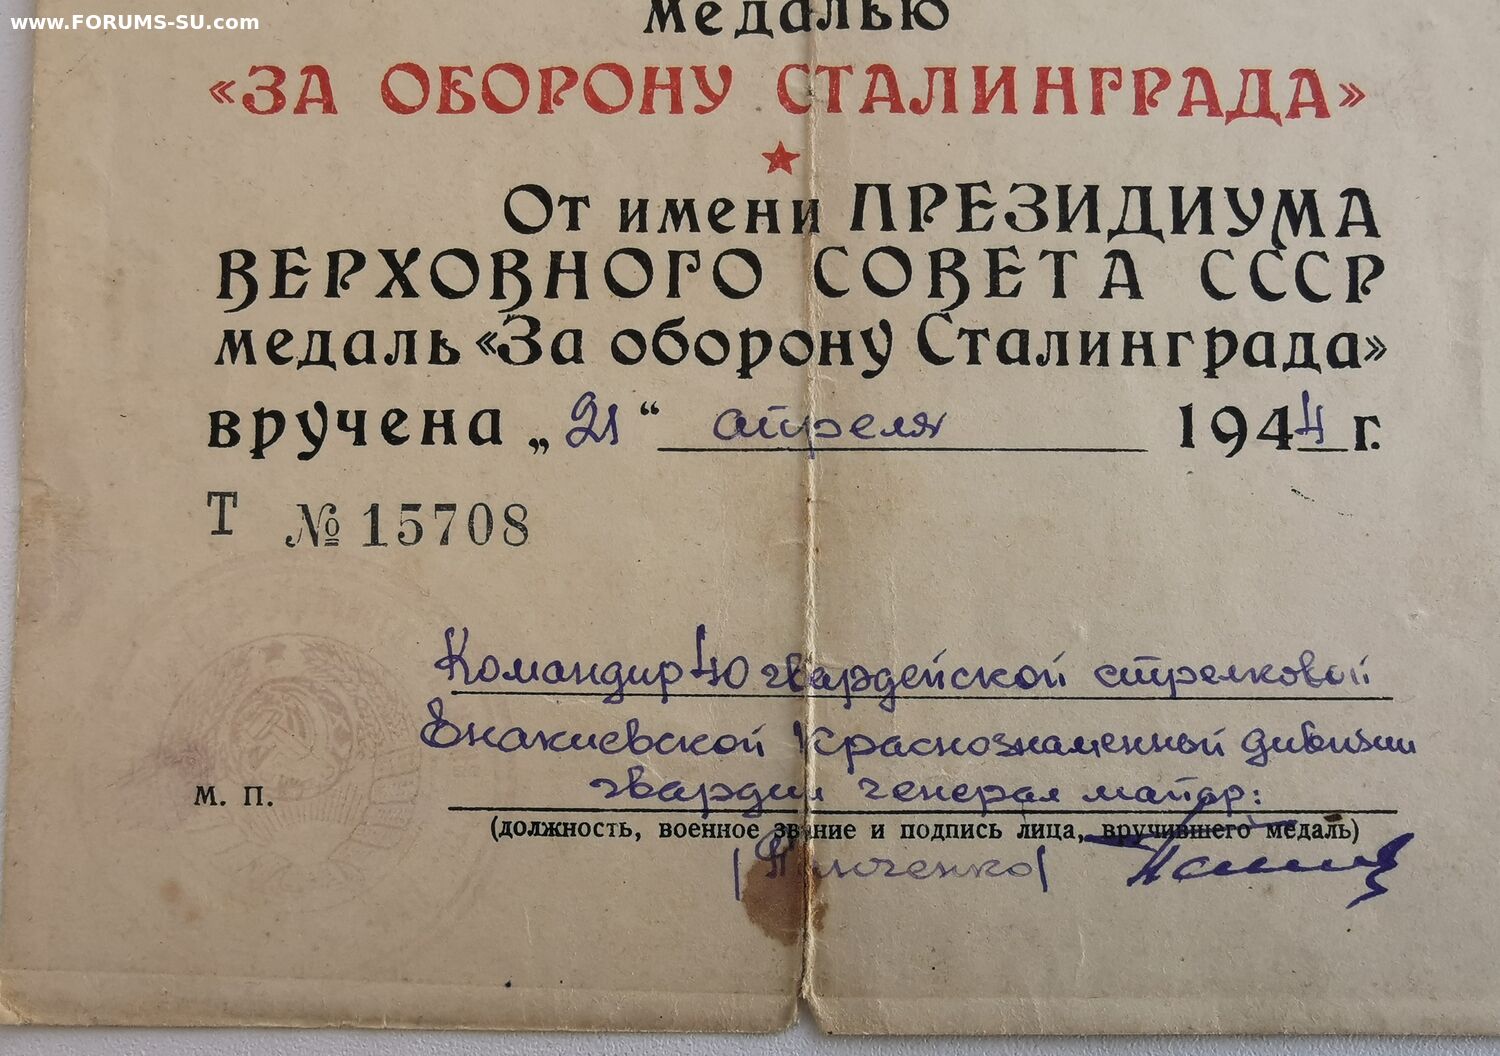 www.FORUMS-SU.com
медалью
«ЗА ОБОРОНУ СТАЛИНГРАДА»
От имени ПРЕЗИДИУМА
ВЕРХОВНОГО СОВЕТА СССР
медаль «За оборону Сталинграда»
вручена „21“ апреля 1944 г.
Т № 15708
Командир 40 гвардейской стрелковой
Енакиевской Краснознаменный дивизии
гвардии генерал майор:
М. П.
(должность, военное звание и подпись лица, вручившего медаль)